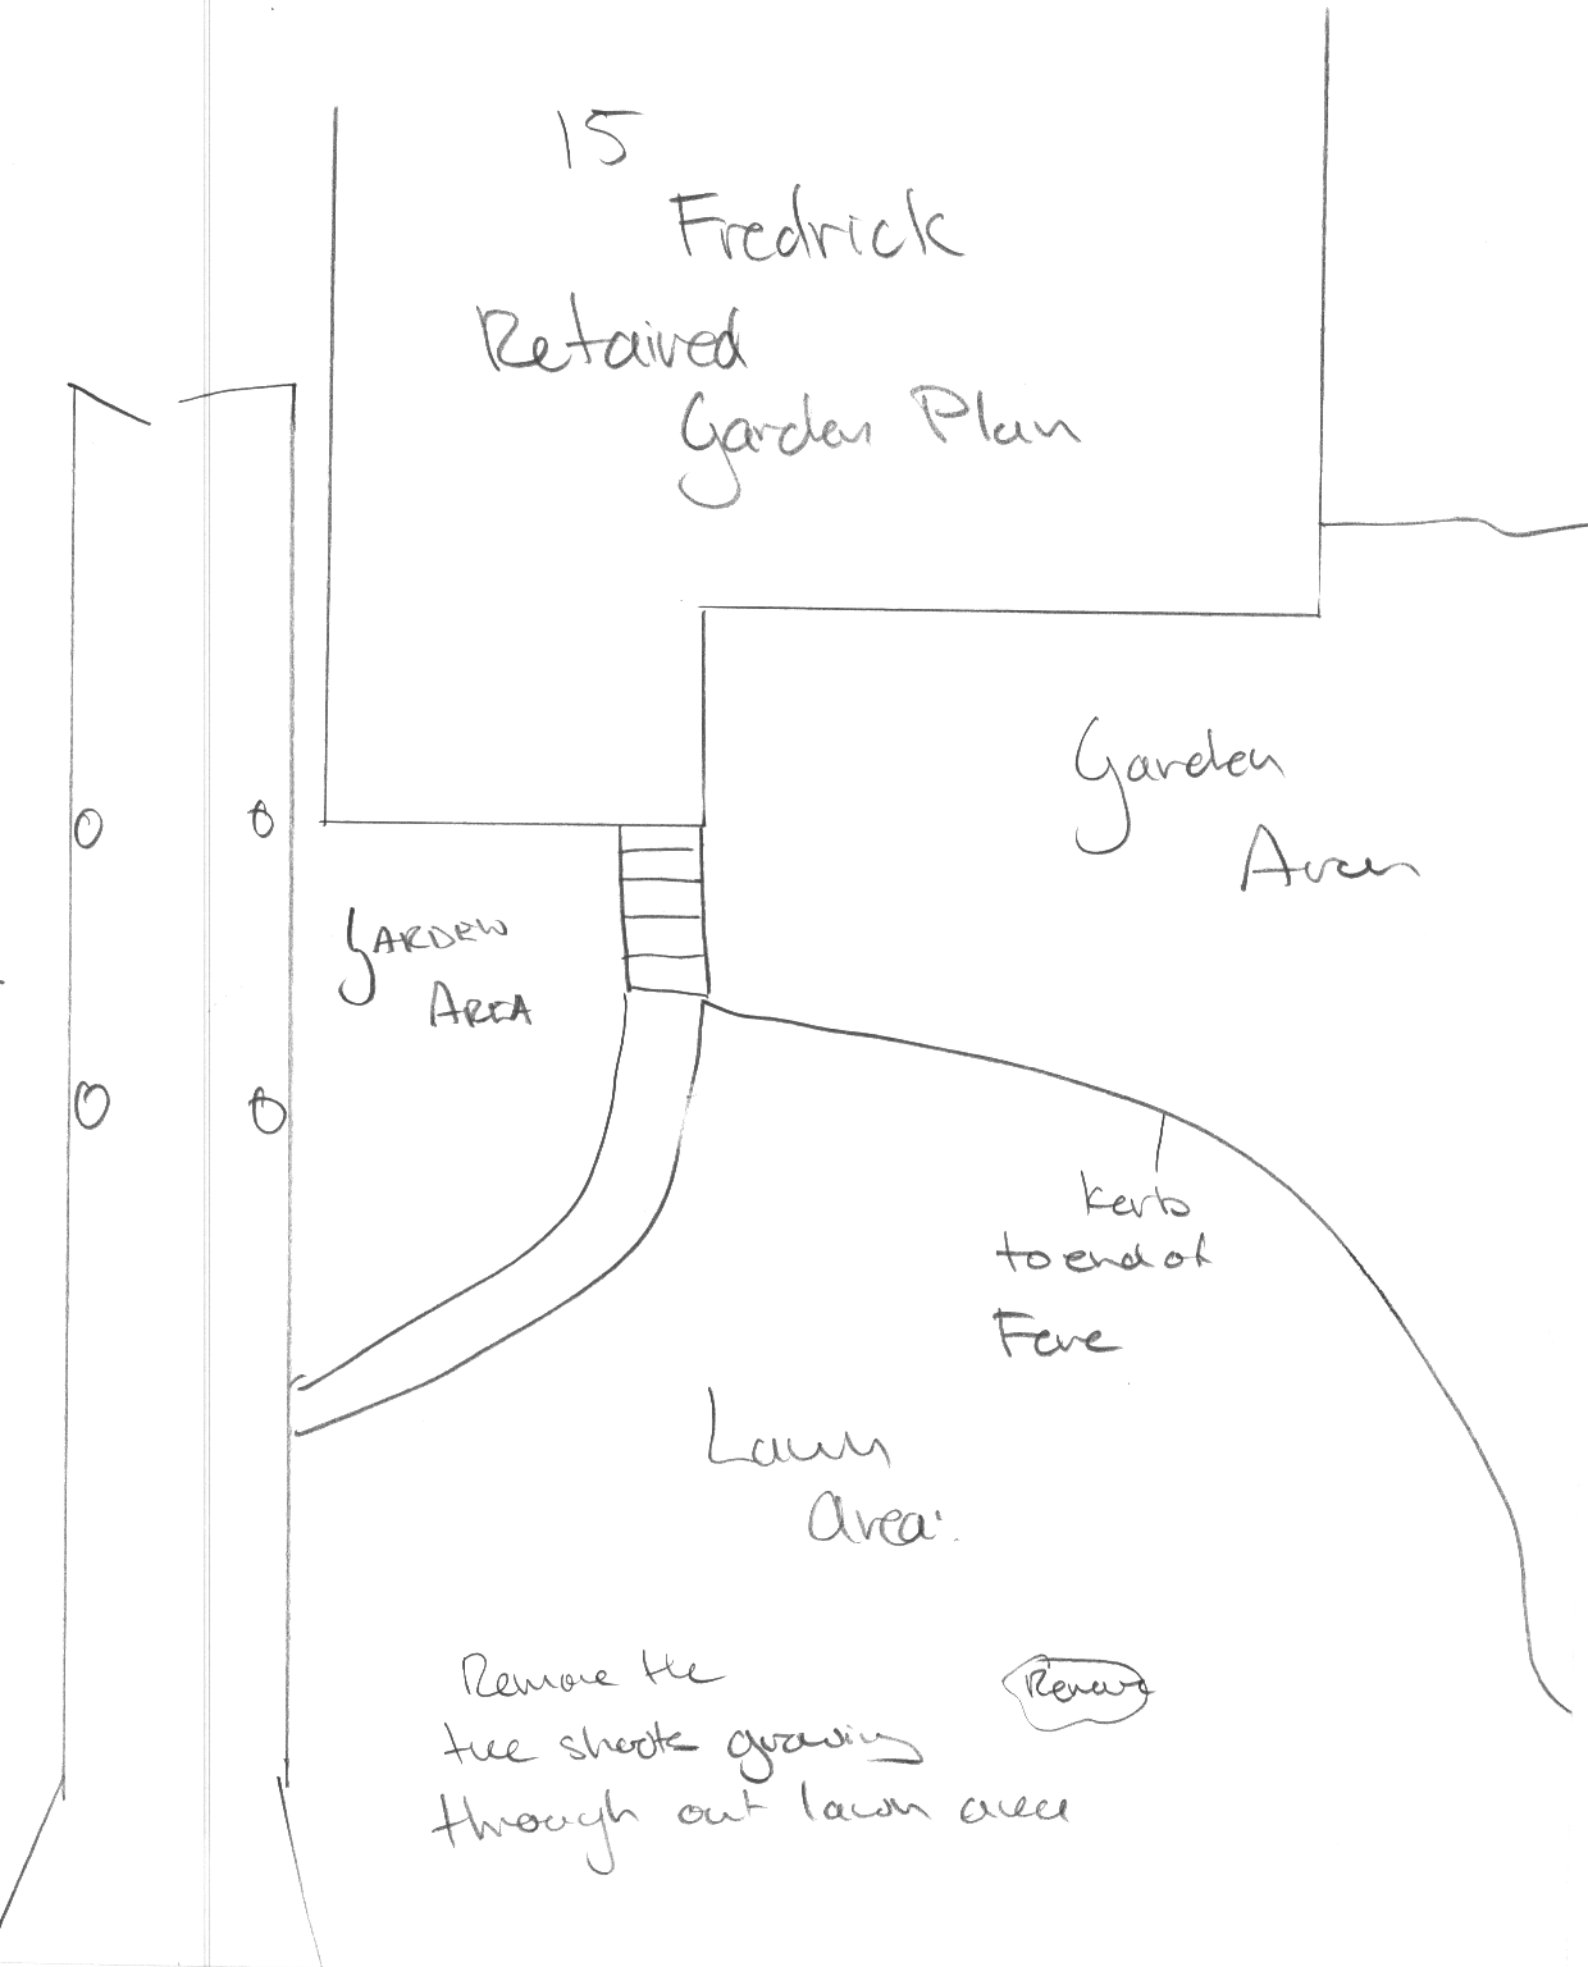 15
Fredrick
Retained
Garden Plan
Garden
Area
GARDEN
AREA
kerb
to end of
Fence
Lawn
area.
Remove the
tree shoots growing
through out lawn area
Remove